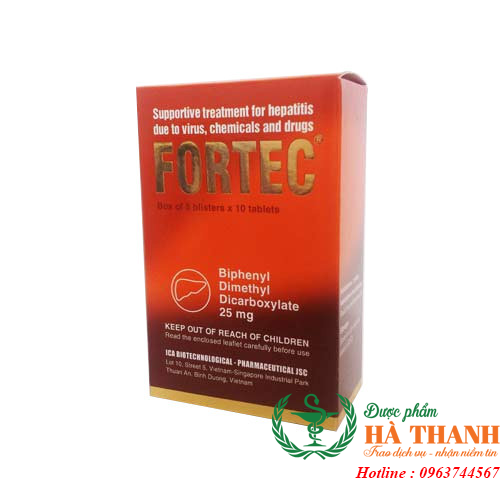 Supportive treatment for hepatitis
due to virus, chemicals and drugs
FORTEC®
Box of 5 blisters x 10 tablets
Biphenyl
Dimethyl
Dicarboxylate
25 mg
KEEP OUT OF REACH OF CHILDREN
Read the enclosed leaflet carefully before use
ICA BIOTECHNOLOGICAL - PHARMACEUTICAL JSC
Lot 10, Street 5, Vietnam-Singapore Industrial Park
Thuan An, Binh Duong, Vietnam
Dược phẩm
HÀ THANH
Trao dịch vụ - nhận niềm tin
Hotline : 0963744567